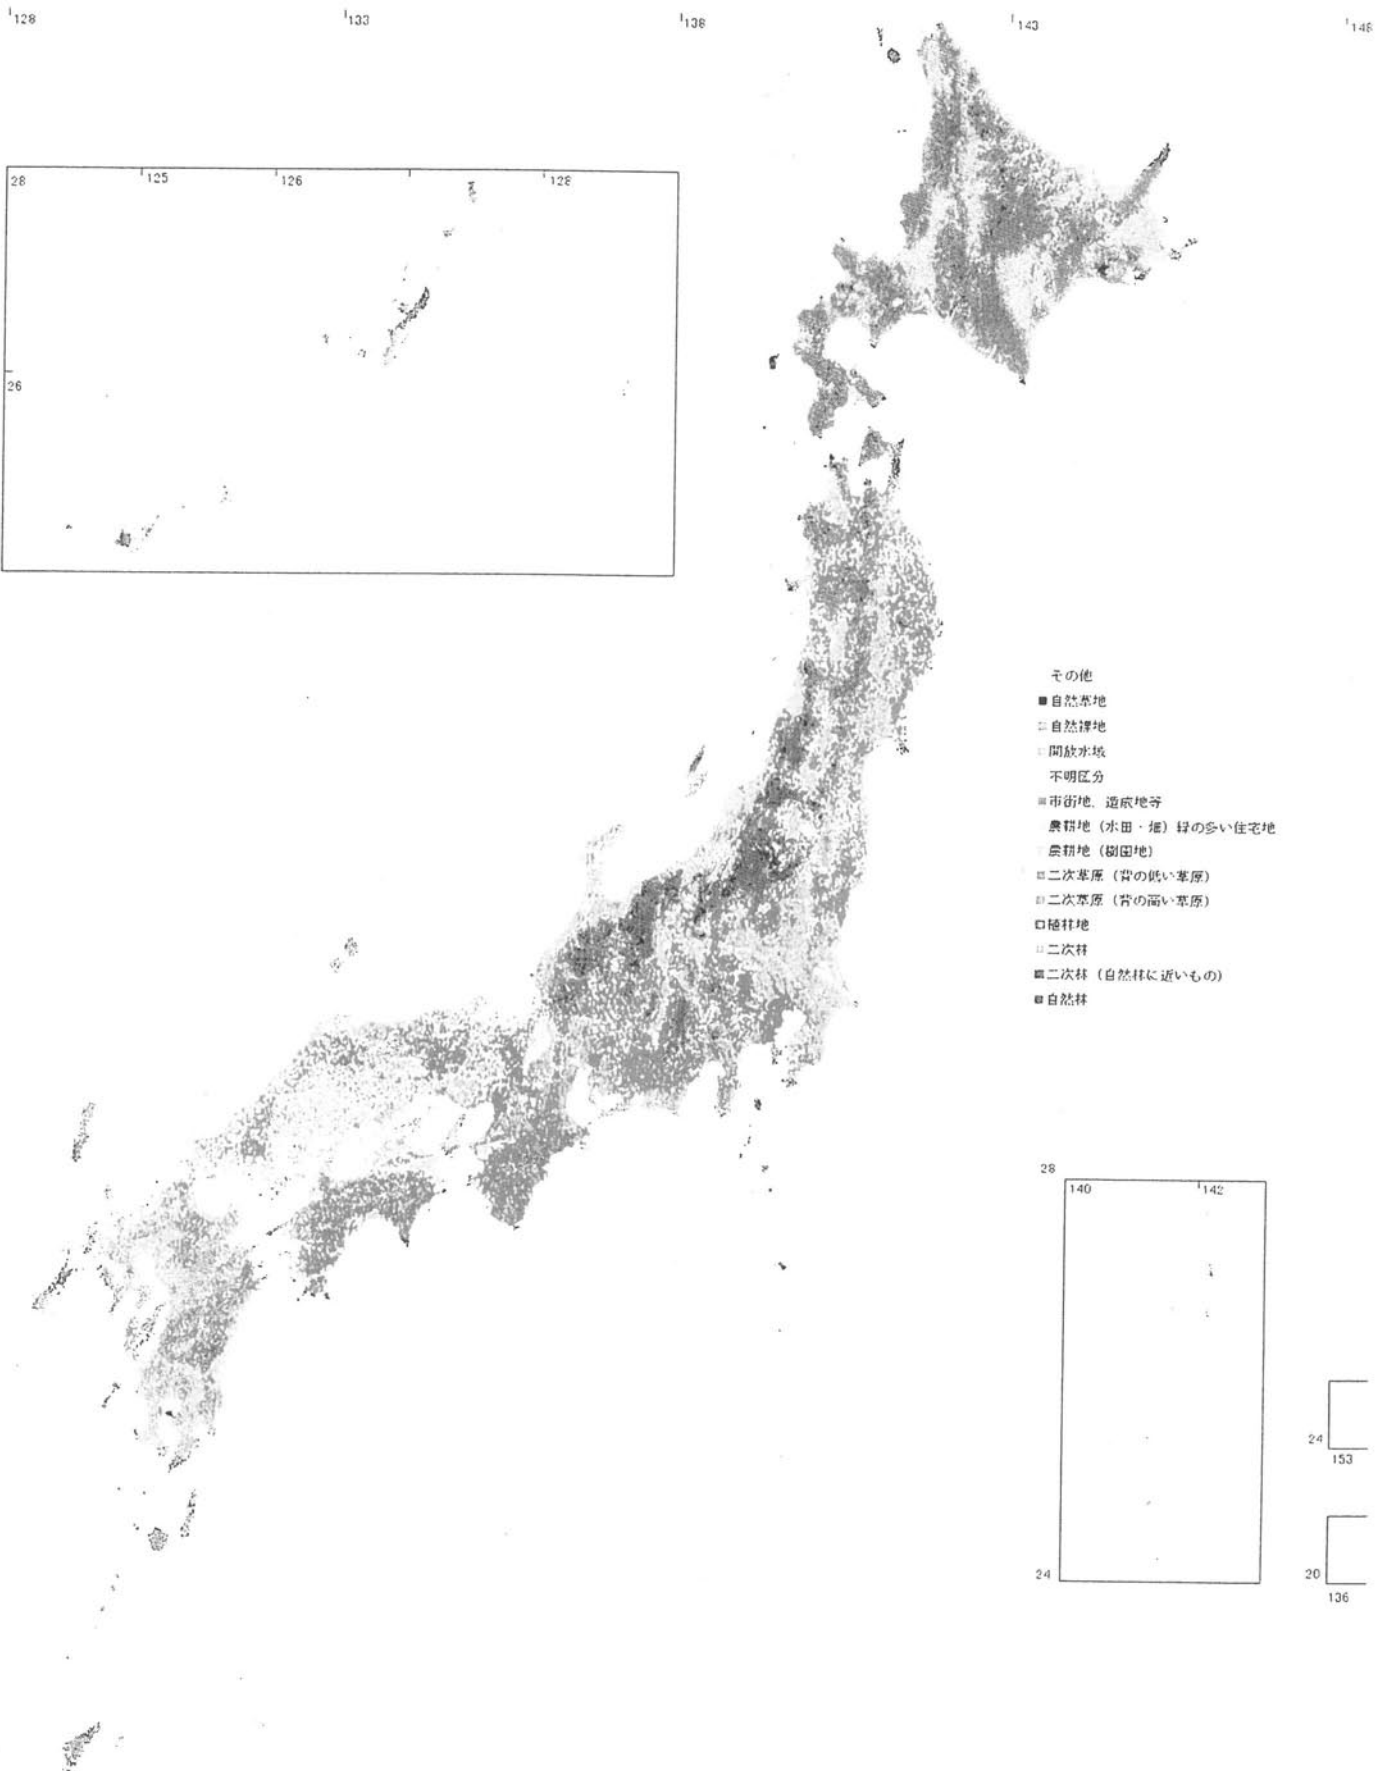 128
133
138
143
148
28
125
126
128
26
その他
自然草地
自然裸地
開放水域
不明区分
市街地、造成地等
農耕地（水田・畑）緑の多い住宅地
農耕地（樹園地）
二次草原（背の低い草原）
二次草原（背の高い草原）
植林地
二次林
二次林（自然林に近いもの）
自然林
28
140
142
24
24
153
20
136